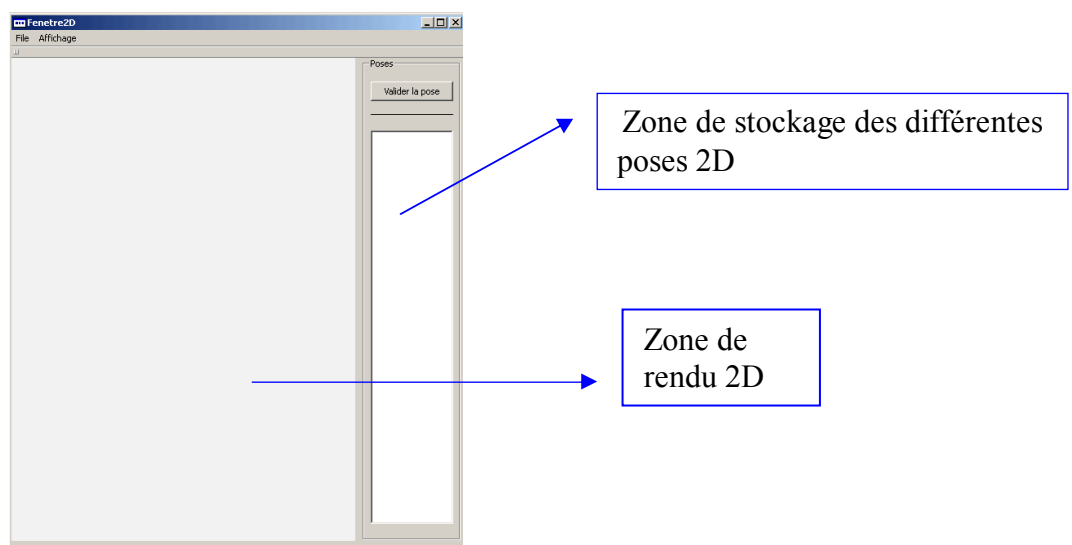 Fenetre2D
File Affichage
Poses
Valider la pose
Zone de stockage des différentes
poses 2D
Zone de
rendu 2D